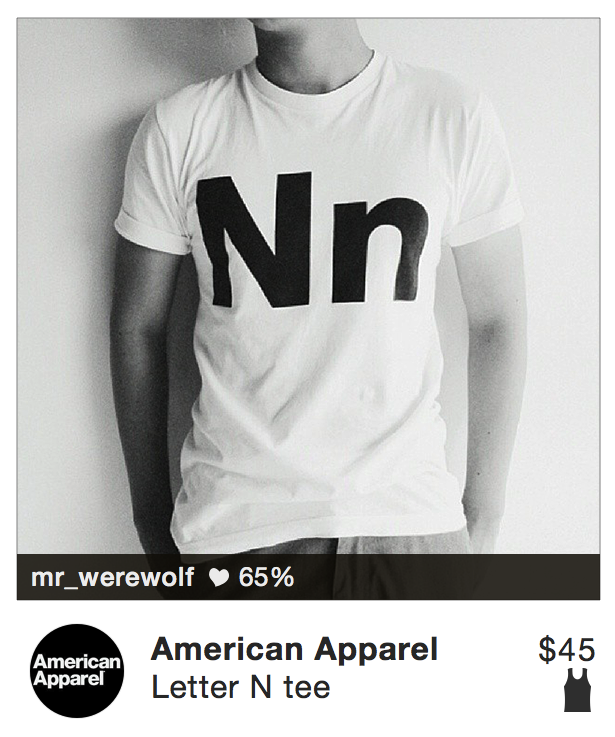 Nn
mr_werewolf 65%
American Apparel
Letter N tee
$45
American
Apparel